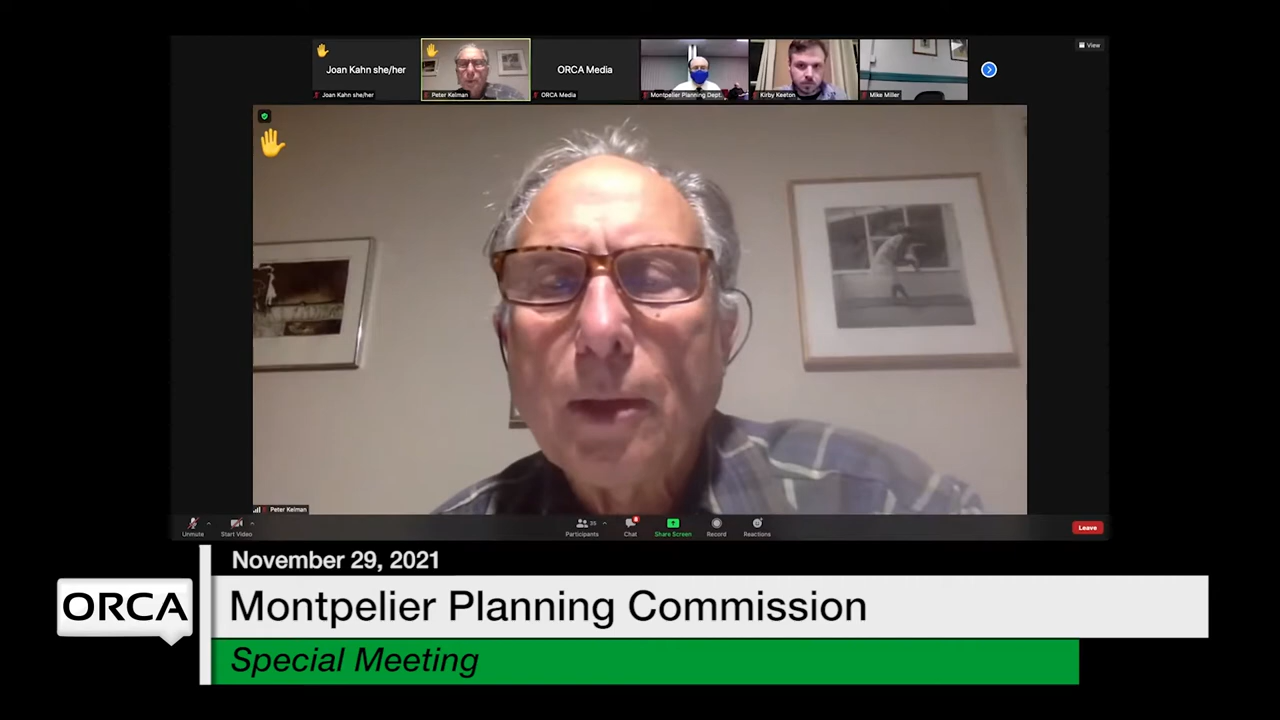 View
Joan Kahn she/her
ORCA Media
Joan Kahn she/her
Peter Kelman
ORCA Media
Montpelier Planning Dept.
Kirby Keeton
Mike Miller
Peter Kelman
Unmute
Start Video
35
Participants
8
Chat
Share Screen
Record
Reactions
Leave
November 29, 2021
ORCA
Montpelier Planning Commission
Special Meeting